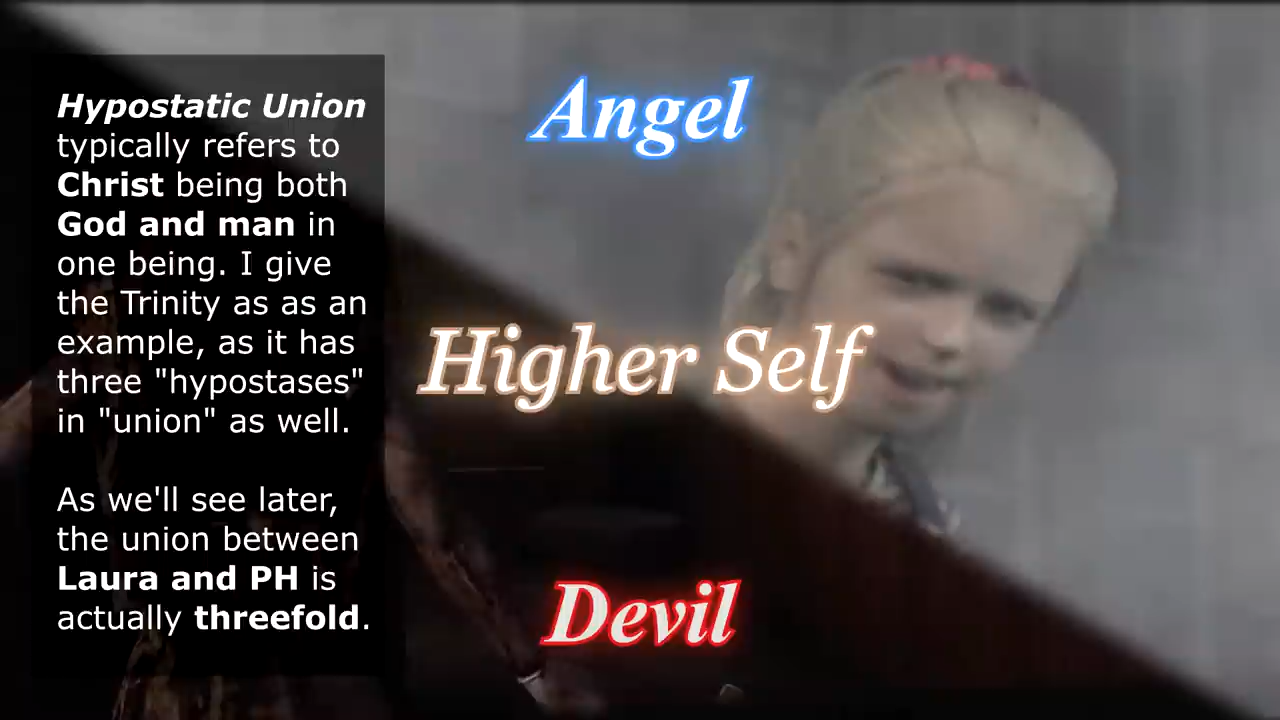 Hypostatic Union
typically refers to
Christ being both
God and man in
one being. I give
the Trinity as as an
example, as it has
three "hypostases"
in "union" as well.
As we'll see later,
the union between
Laura and PH is
actually threefold.
Angel
Higher Self
Devil